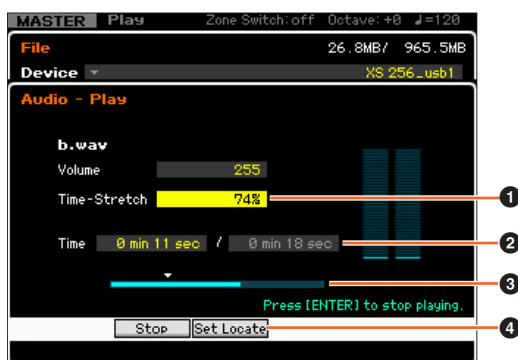 MASTER Play Zone Switch:off Octave:+0 ♩=120
File 26.8MB/ 965.5MB
Device XS 256_usb1
Audio - Play
b.wav
Volume 255
Time-Stretch 74% 1
Time 0 min 11 sec / 0 min 18 sec 2
3
Press [ENTER] to stop playing.
Stop Set Locate 4